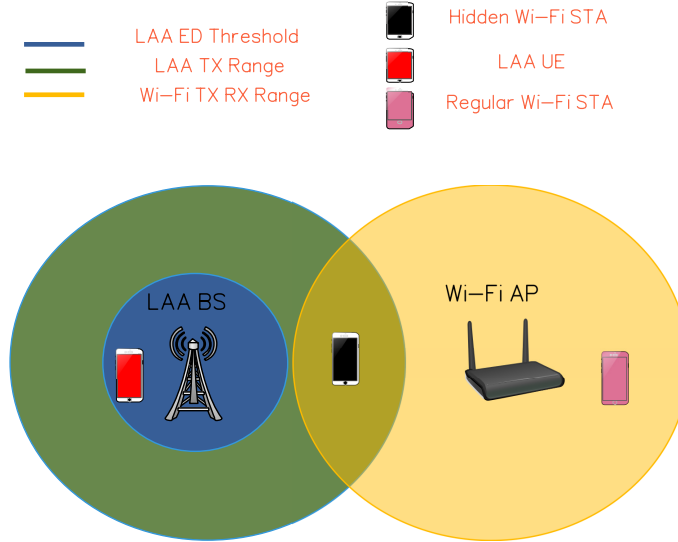 LAA ED Threshold
LAA TX Range
Wi-Fi TX RX Range
Hidden Wi-Fi STA
LAA UE
Regular Wi-Fi STA
LAA BS
Wi-Fi AP